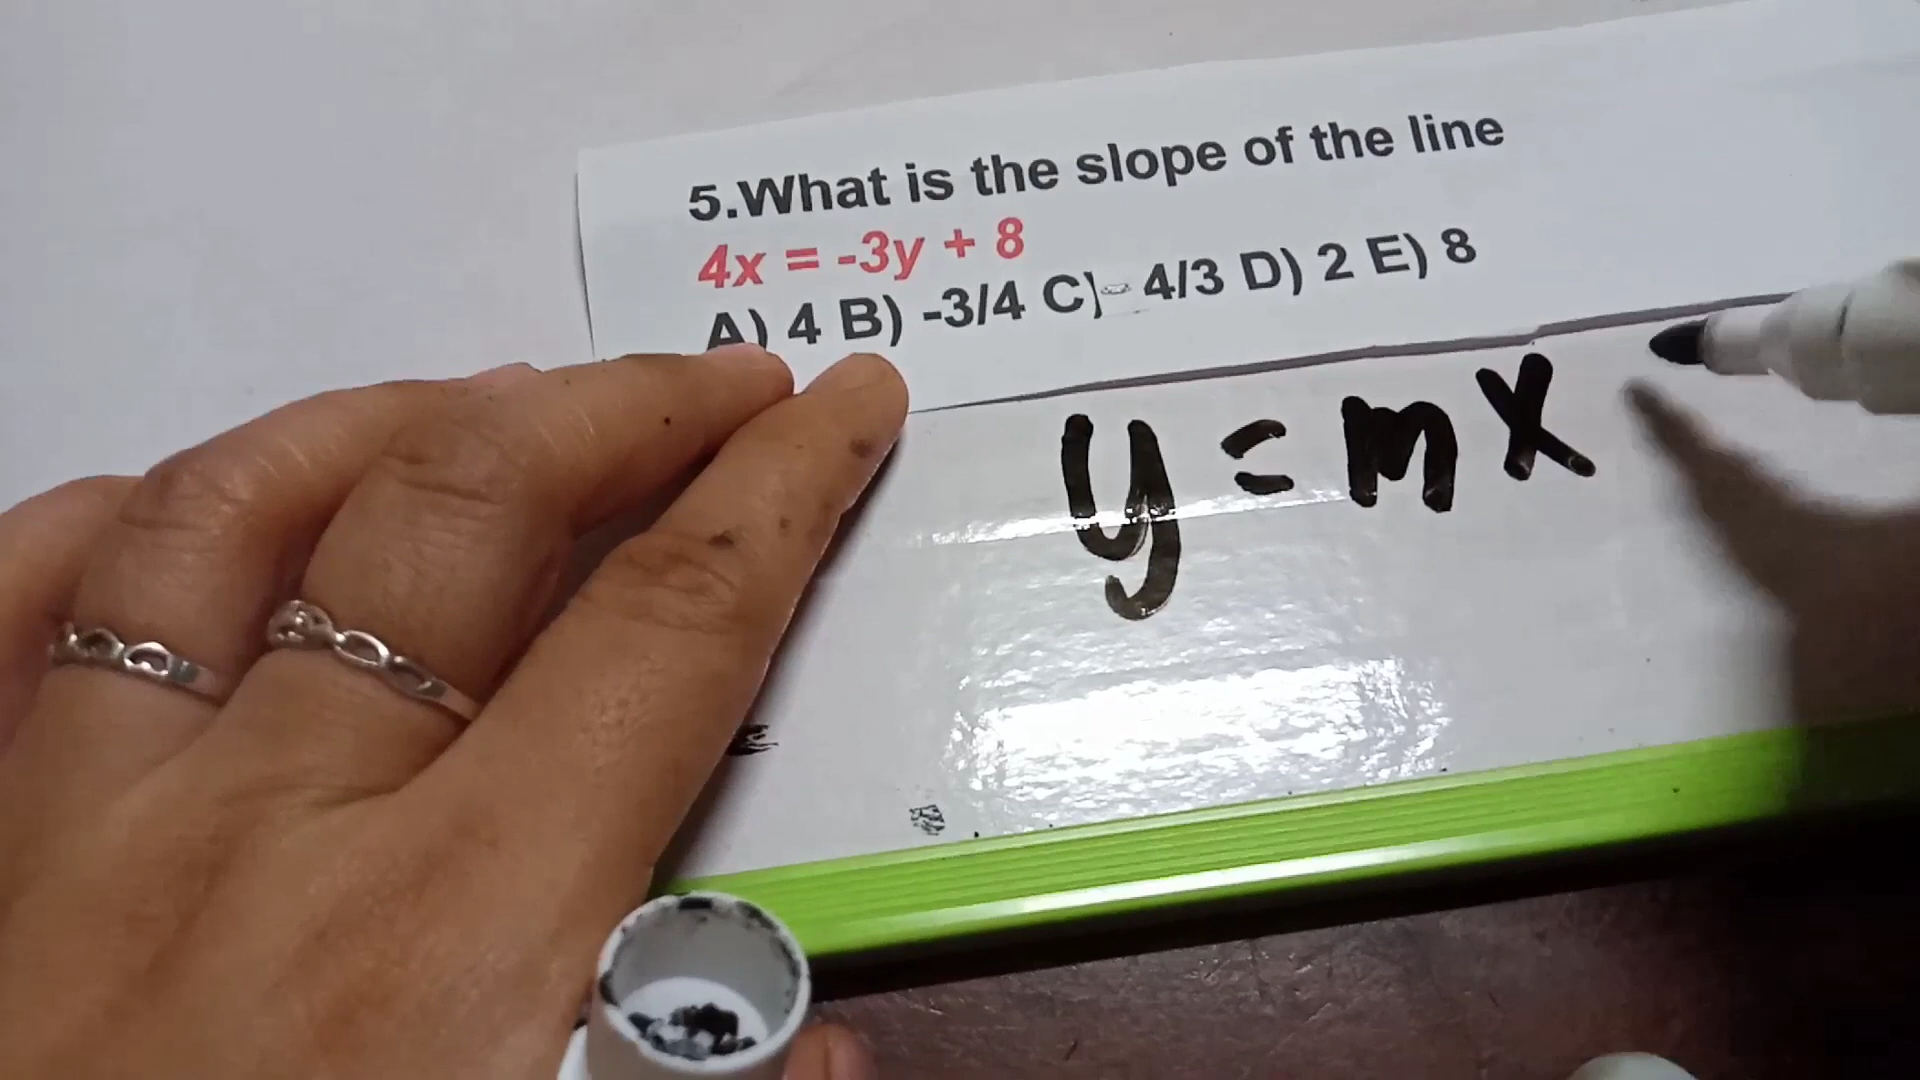 5.What is the slope of the line
4x = -3y + 8
A) 4 B) -3/4 C) - 4/3 D) 2 E) 8
y = mx